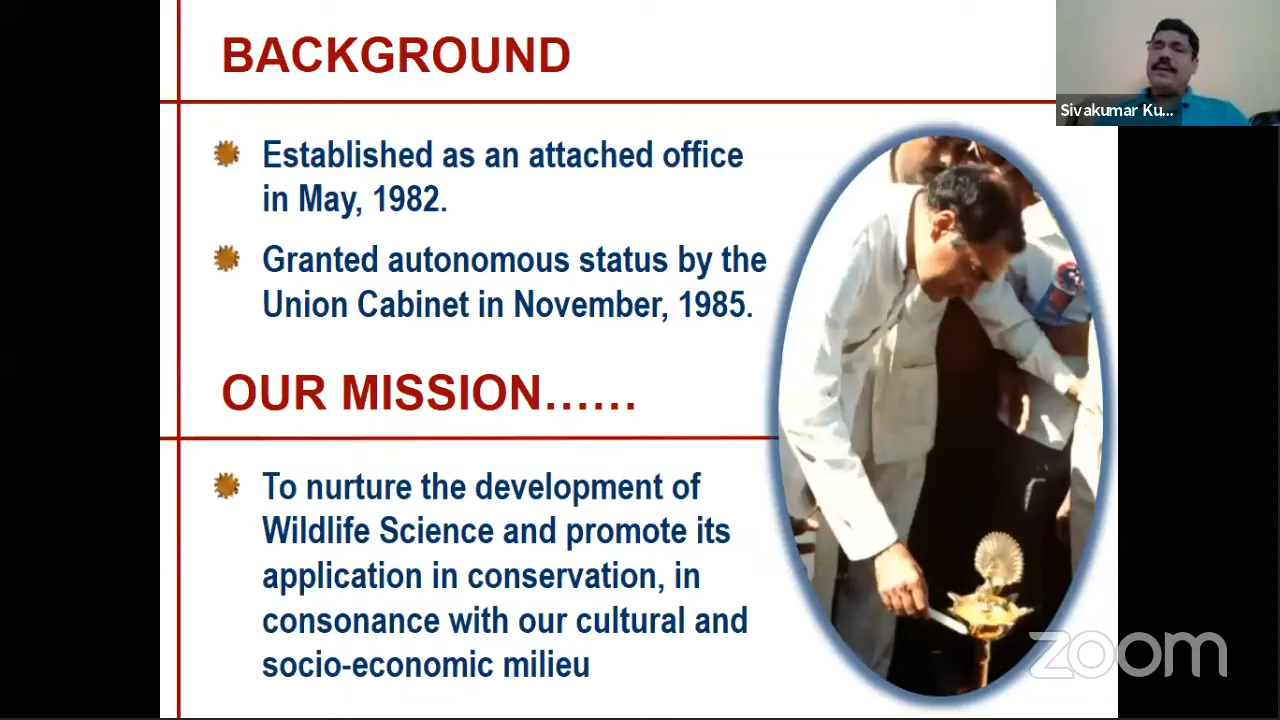 BACKGROUND
Sivakumar Ku...
Established as an attached office
in May, 1982.
Granted autonomous status by the
Union Cabinet in November, 1985.
OUR MISSION......
To nurture the development of
Wildlife Science and promote its
application in conservation, in
consonance with our cultural and
socio-economic milieu
zoom